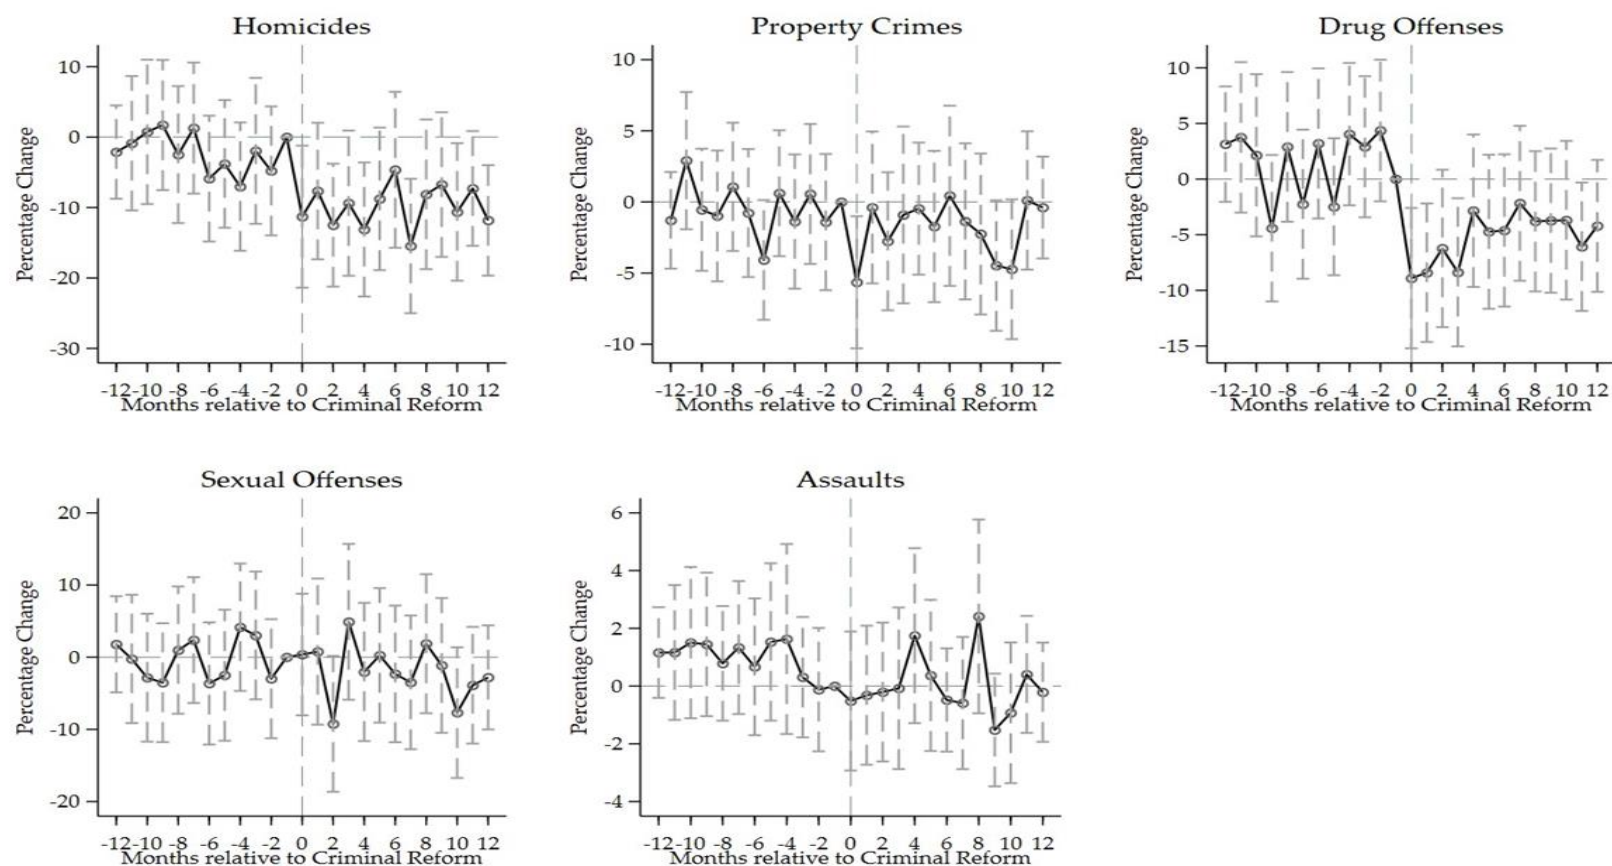 Homicides
Percentage Change
10
0
-10
-20
-30
-12-10 -8 -6 -4 -2 0 2 4 6 8 10 12
Months relative to Criminal Reform
Property Crimes
Percentage Change
10
5
0
-5
-10
-12-10 -8 -6 -4 -2 0 2 4 6 8 10 12
Months relative to Criminal Reform
Drug Offenses
Percentage Change
10
5
0
-5
-10
-15
-12-10 -8 -6 -4 -2 0 2 4 6 8 10 12
Months relative to Criminal Reform
Sexual Offenses
Percentage Change
20
10
0
-10
-20
-12-10 -8 -6 -4 -2 0 2 4 6 8 10 12
Months relative to Criminal Reform
Assaults
Percentage Change
6
4
2
0
-2
-4
-12-10 -8 -6 -4 -2 0 2 4 6 8 10 12
Months relative to Criminal Reform